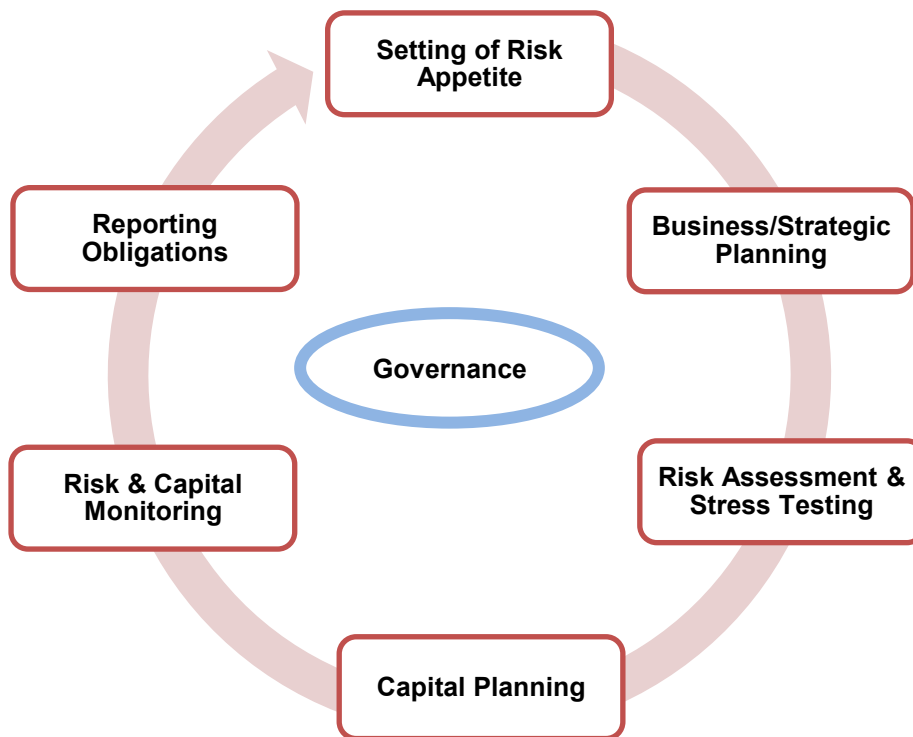 Setting of Risk
Appetite
Business/Strategic
Planning
Risk Assessment &
Stress Testing
Capital Planning
Risk & Capital
Monitoring
Reporting
Obligations
Governance